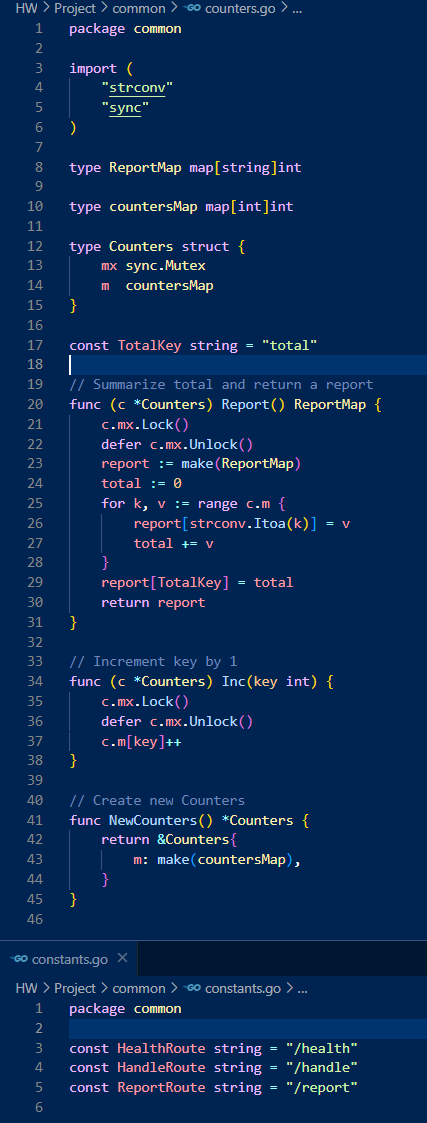 HW > Project > common > counters.go > ...
1 package common
2
3 import (
4     "strconv"
5     "sync"
6 )
7
8 type ReportMap map[string]int
9
10 type countersMap map[int]int
11
12 type Counters struct {
13     mx sync.Mutex
14     m  countersMap
15 }
16
17 const TotalKey string = "total"
18
19 // Summarize total and return a report
20 func (c *Counters) Report() ReportMap {
21     c.mx.Lock()
22     defer c.mx.Unlock()
23     report := make(ReportMap)
24     total := 0
25     for k, v := range c.m {
26         report[strconv.Itoa(k)] = v
27         total += v
28     }
29     report[TotalKey] = total
30     return report
31 }
32
33 // Increment key by 1
34 func (c *Counters) Inc(key int) {
35     c.mx.Lock()
36     defer c.mx.Unlock()
37     c.m[key]++
38 }
39
40 // Create new Counters
41 func NewCounters() *Counters {
42     return &Counters{
43         m: make(countersMap),
44     }
45 }
46
constants.go ×
HW > Project > common > constants.go > ...
1 package common
2
3 const HealthRoute string = "/health"
4 const HandleRoute string = "/handle"
5 const ReportRoute string = "/report"
6